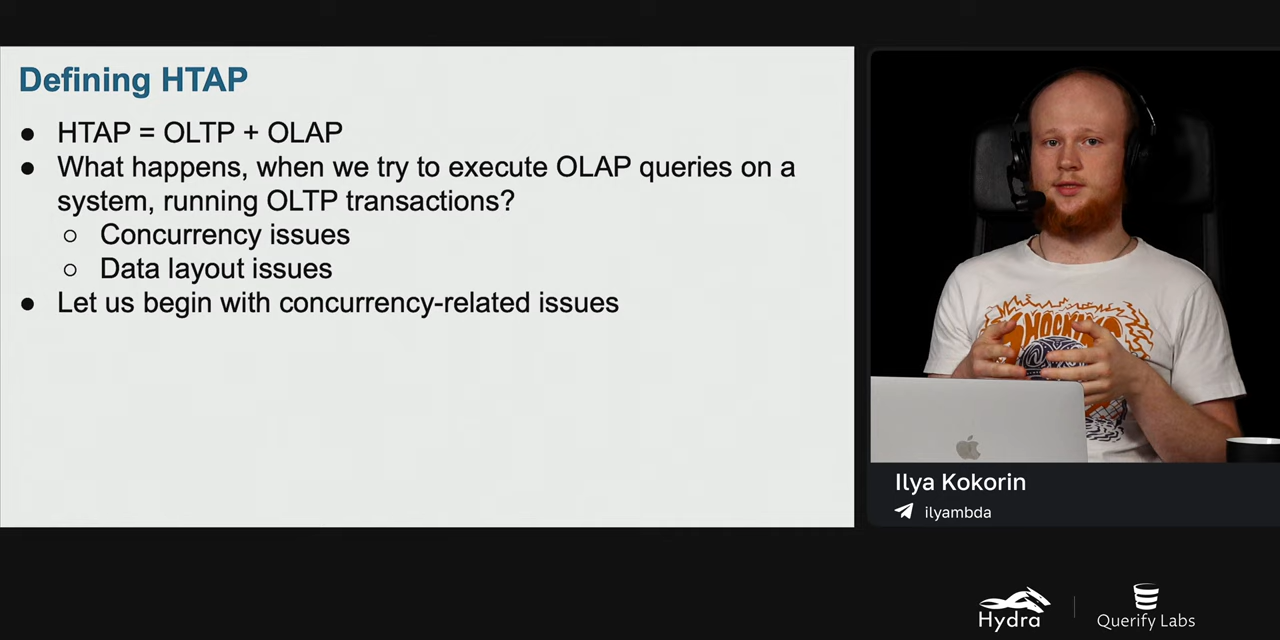 Defining HTAP
● HTAP = OLTP + OLAP
● What happens, when we try to execute OLAP queries on a
system, running OLTP transactions?
○ Concurrency issues
○ Data layout issues
● Let us begin with concurrency-related issues
Ilya Kokorin
ilyambda
Hydra
Querify Labs